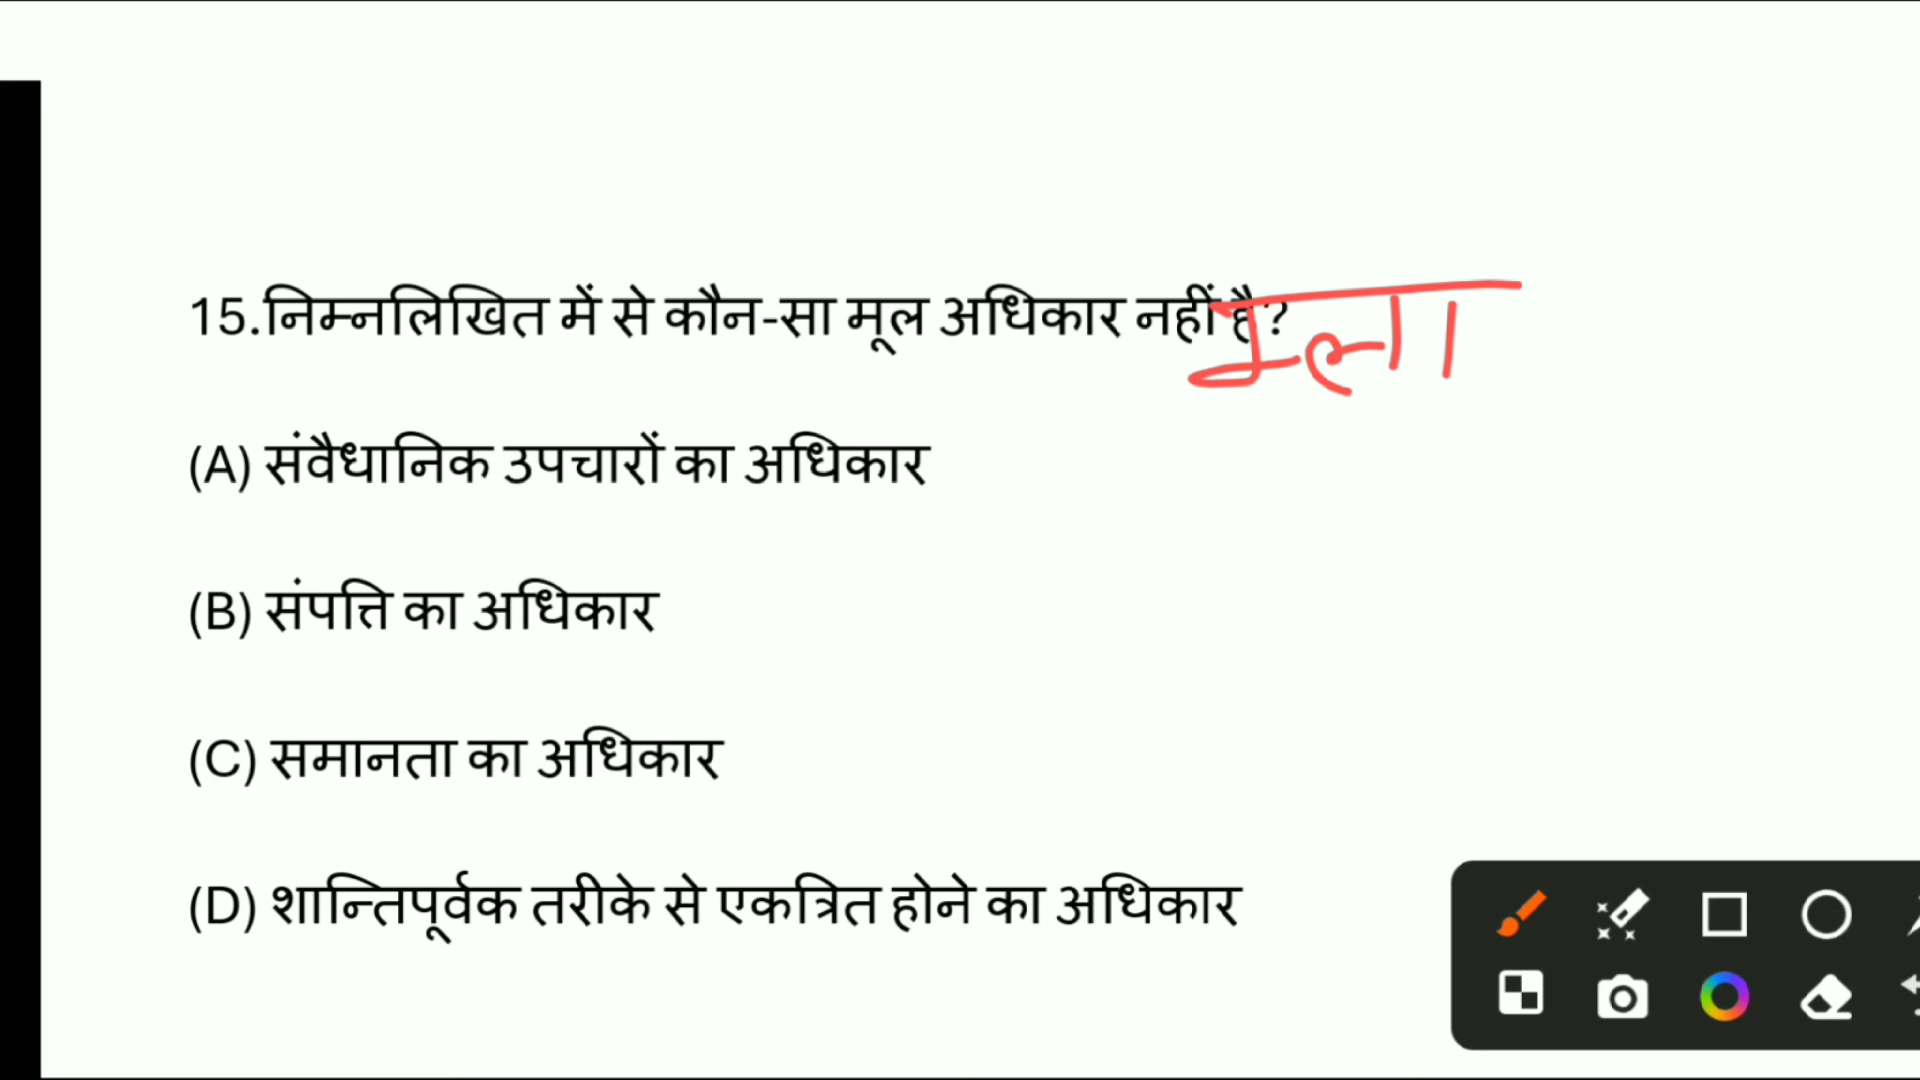 15.निम्नलिखित में से कौन-सा मूल अधिकार नहीं है?
(A) संवैधानिक उपचारों का अधिकार
(B) संपत्ति का अधिकार
(C) समानता का अधिकार
(D) शान्तिपूर्वक तरीके से एकत्रित होने का अधिकार